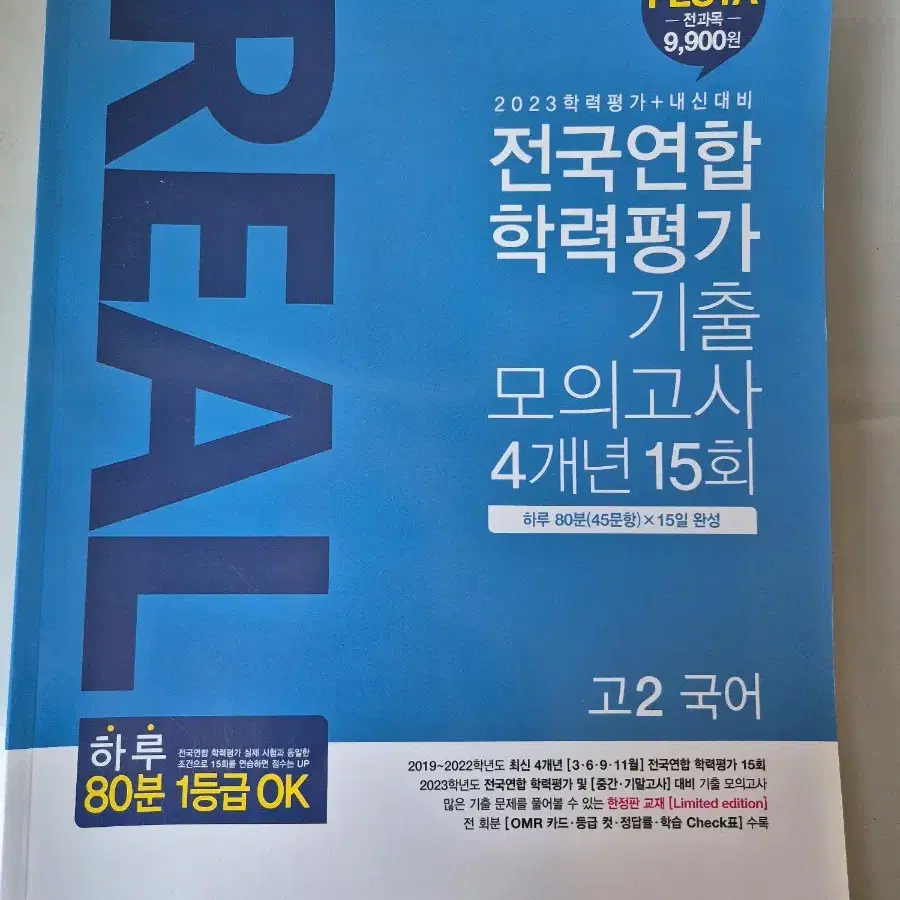 REAL
FESTA
전과목
9,900원
2023학력평가+내신대비
전국연합
학력평가
기출
모의고사
4개년 15회
하루 80분(45문항)×15일 완성
고2 국어
하루
전국연합 학력평가 실제 시험과 동일한
조건으로 15회를 연습하면 점수는 UP
80분 1등급 OK
2019~2022학년도 최신 4개년 [3·6·9·11월] 전국연합 학력평가 15회
2023학년도 전국연합 학력평가 및 [중간·기말고사] 대비 기출 모의고사
많은 기출 문제를 풀어볼 수 있는 한정판 교재 [Limited edition]
전 회분 [OMR 카드·등급 컷·정답률·학습 Check표] 수록